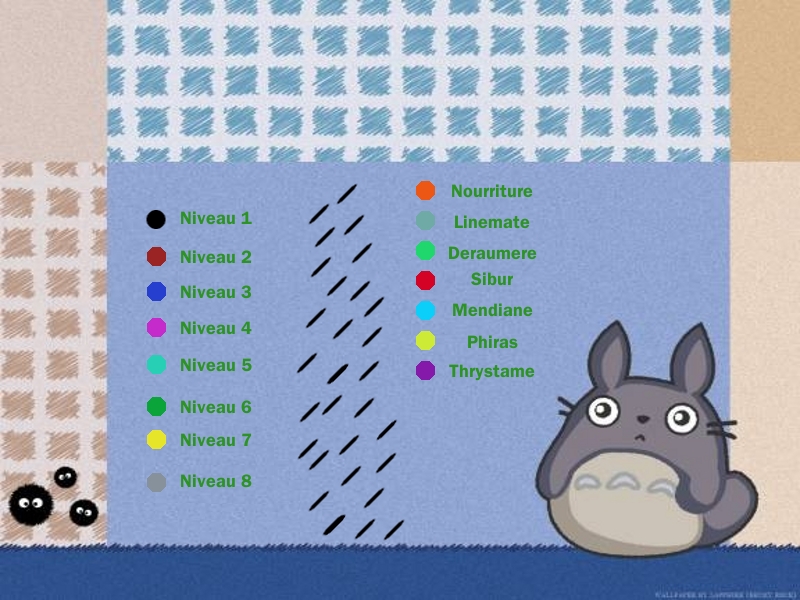 Niveau 1
Niveau 2
Niveau 3
Niveau 4
Niveau 5
Niveau 6
Niveau 7
Niveau 8
Nourriture
Linemate
Deraumere
Sibur
Mendiane
Phiras
Thrystame